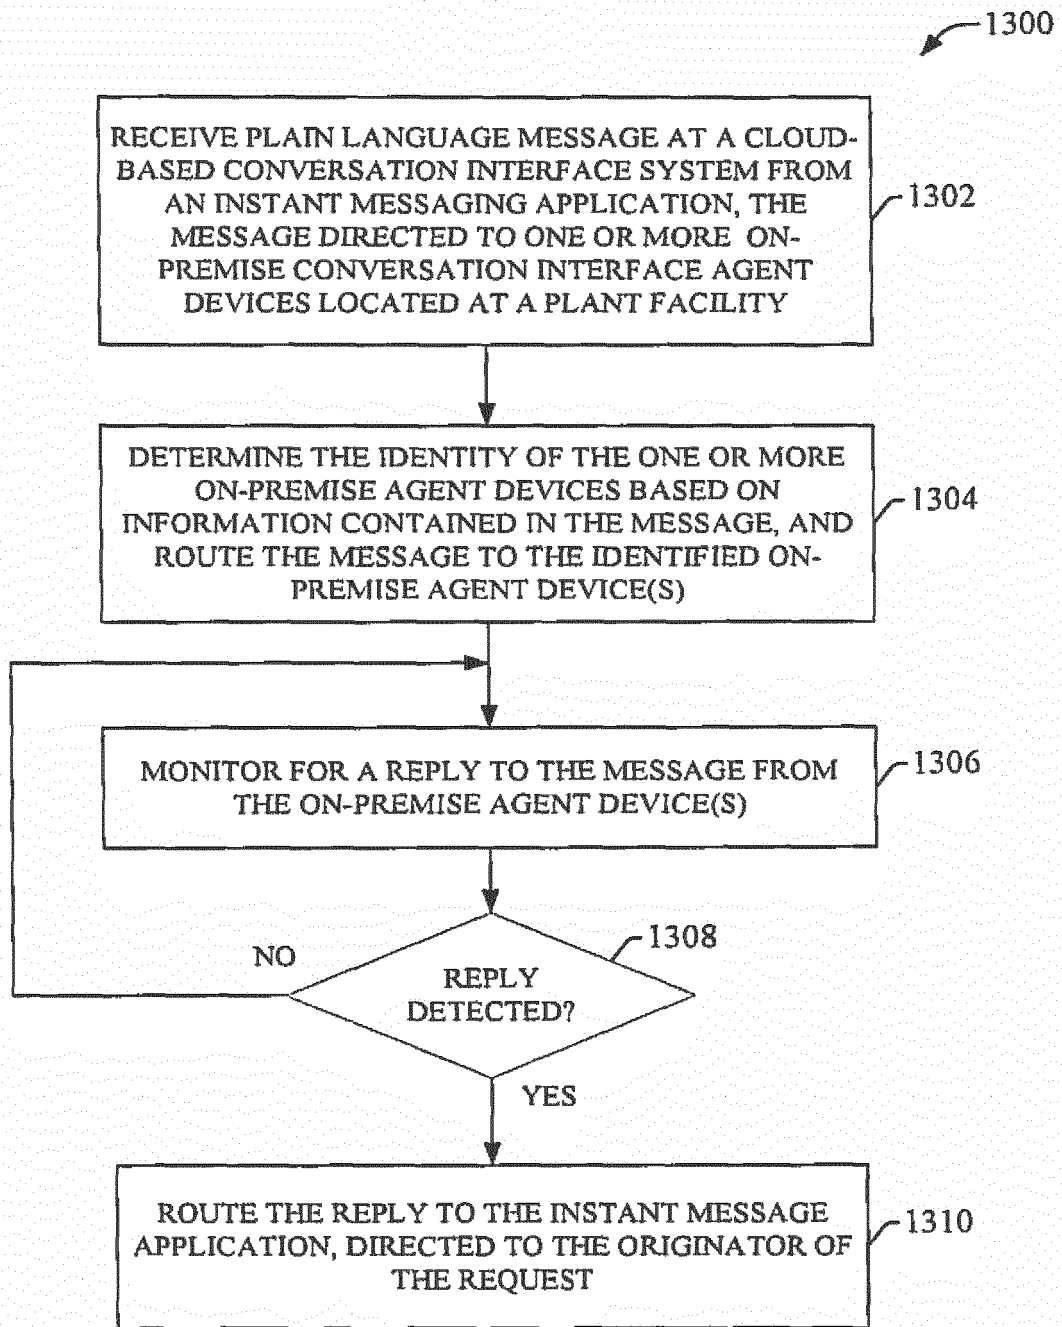 1300
RECEIVE PLAIN LANGUAGE MESSAGE AT A CLOUD-
BASED CONVERSATION INTERFACE SYSTEM FROM
AN INSTANT MESSAGING APPLICATION, THE
MESSAGE DIRECTED TO ONE OR MORE ON-
PREMISE CONVERSATION INTERFACE AGENT
DEVICES LOCATED AT A PLANT FACILITY
1302
DETERMINE THE IDENTITY OF THE ONE OR MORE
ON-PREMISE AGENT DEVICES BASED ON
INFORMATION CONTAINED IN THE MESSAGE, AND
ROUTE THE MESSAGE TO THE IDENTIFIED ON-
PREMISE AGENT DEVICE(S)
1304
MONITOR FOR A REPLY TO THE MESSAGE FROM
THE ON-PREMISE AGENT DEVICE(S)
1306
NO
REPLY
DETECTED?
1308
YES
ROUTE THE REPLY TO THE INSTANT MESSAGE
APPLICATION, DIRECTED TO THE ORIGINATOR OF
THE REQUEST
1310